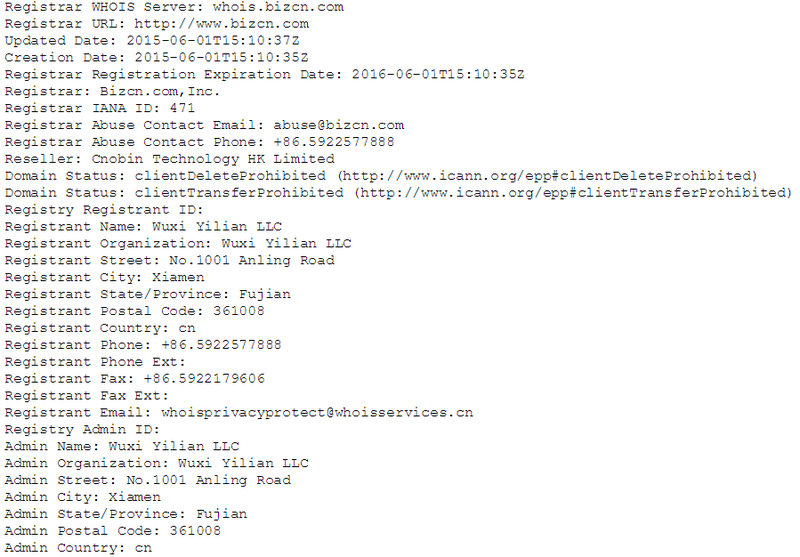 Registrar WHOIS Server: whois.bizcn.com
Registrar URL: http://www.bizcn.com
Updated Date: 2015-06-01T15:10:37Z
Creation Date: 2015-06-01T15:10:35Z
Registrar Registration Expiration Date: 2016-06-01T15:10:35Z
Registrar: Bizcn.com,Inc.
Registrar IANA ID: 471
Registrar Abuse Contact Email: abuse@bizcn.com
Registrar Abuse Contact Phone: +86.5922577888
Reseller: Cnobin Technology HK Limited
Domain Status: clientDeleteProhibited (http://www.icann.org/epp#clientDeleteProhibited)
Domain Status: clientTransferProhibited (http://www.icann.org/epp#clientTransferProhibited)
Registry Registrant ID:
Registrant Name: Wuxi Yilian LLC
Registrant Organization: Wuxi Yilian LLC
Registrant Street: No.1001 Anling Road
Registrant City: Xiamen
Registrant State/Province: Fujian
Registrant Postal Code: 361008
Registrant Country: cn
Registrant Phone: +86.5922577888
Registrant Phone Ext:
Registrant Fax: +86.5922179606
Registrant Fax Ext:
Registrant Email: whoisprivacyprotect@whoisservices.cn
Registry Admin ID:
Admin Name: Wuxi Yilian LLC
Admin Organization: Wuxi Yilian LLC
Admin Street: No.1001 Anling Road
Admin City: Xiamen
Admin State/Province: Fujian
Admin Postal Code: 361008
Admin Country: cn